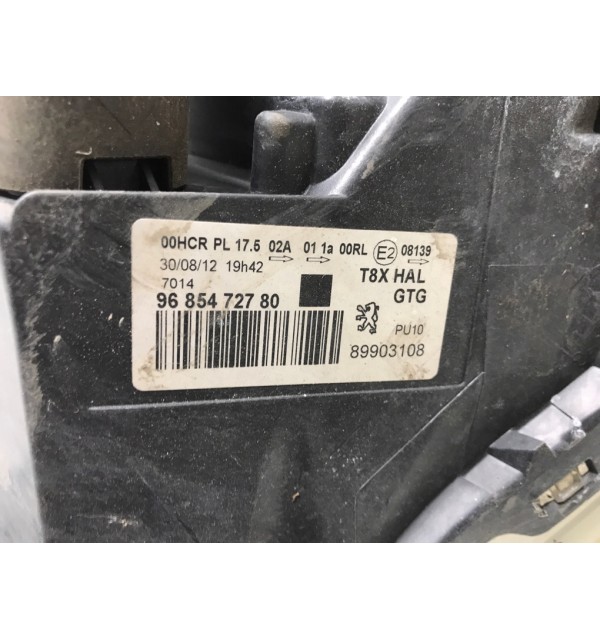 00HCR PL 17.5 02A 01 1a 00RL E2 08139
30/08/12 19h42 T8X HAL
7014 GTG
96 854 727 80
PU10
89903108